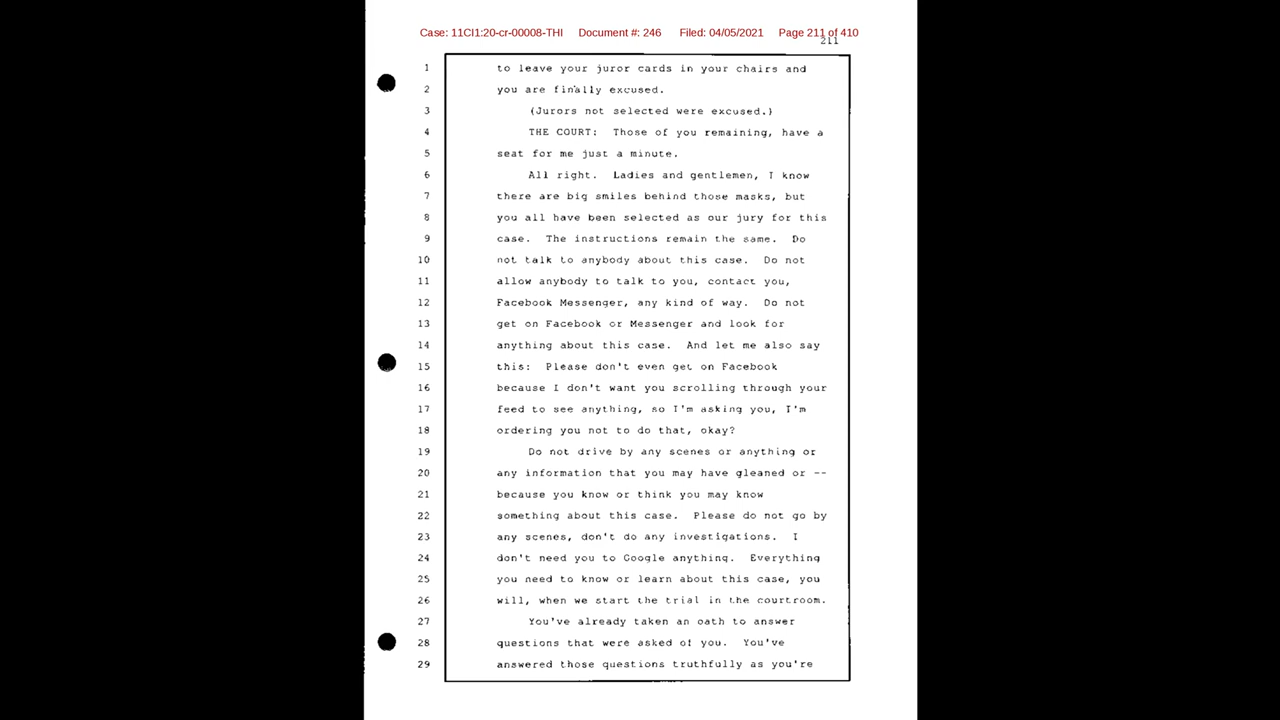 Case: 11CI1:20-cr-00008-THI Document #: 246 Filed: 04/05/2021 Page 211 of 410
211
1 to leave your juror cards in your chairs and
2 you are finally excused.
3 (Jurors not selected were excused.)
4 THE COURT: Those of you remaining, have a
5 seat for me just a minute.
6 All right. Ladies and gentlemen, I know
7 there are big smiles behind those masks, but
8 you all have been selected as our jury for this
9 case. The instructions remain the same. Do
10 not talk to anybody about this case. Do not
11 allow anybody to talk to you, contact you,
12 Facebook Messenger, any kind of way. Do not
13 get on Facebook or Messenger and look for
14 anything about this case. And let me also say
15 this: Please don't even get on Facebook
16 because I don't want you scrolling through your
17 feed to see anything, so I'm asking you, I'm
18 ordering you not to do that, okay?
19 Do not drive by any scenes or anything or
20 any information that you may have gleaned or --
21 because you know or think you may know
22 something about this case. Please do not go by
23 any scenes, don't do any investigations. I
24 don't need you to Google anything. Everything
25 you need to know or learn about this case, you
26 will, when we start the trial in the courtroom.
27 You've already taken an oath to answer
28 questions that were asked of you. You've
29 answered those questions truthfully as you're